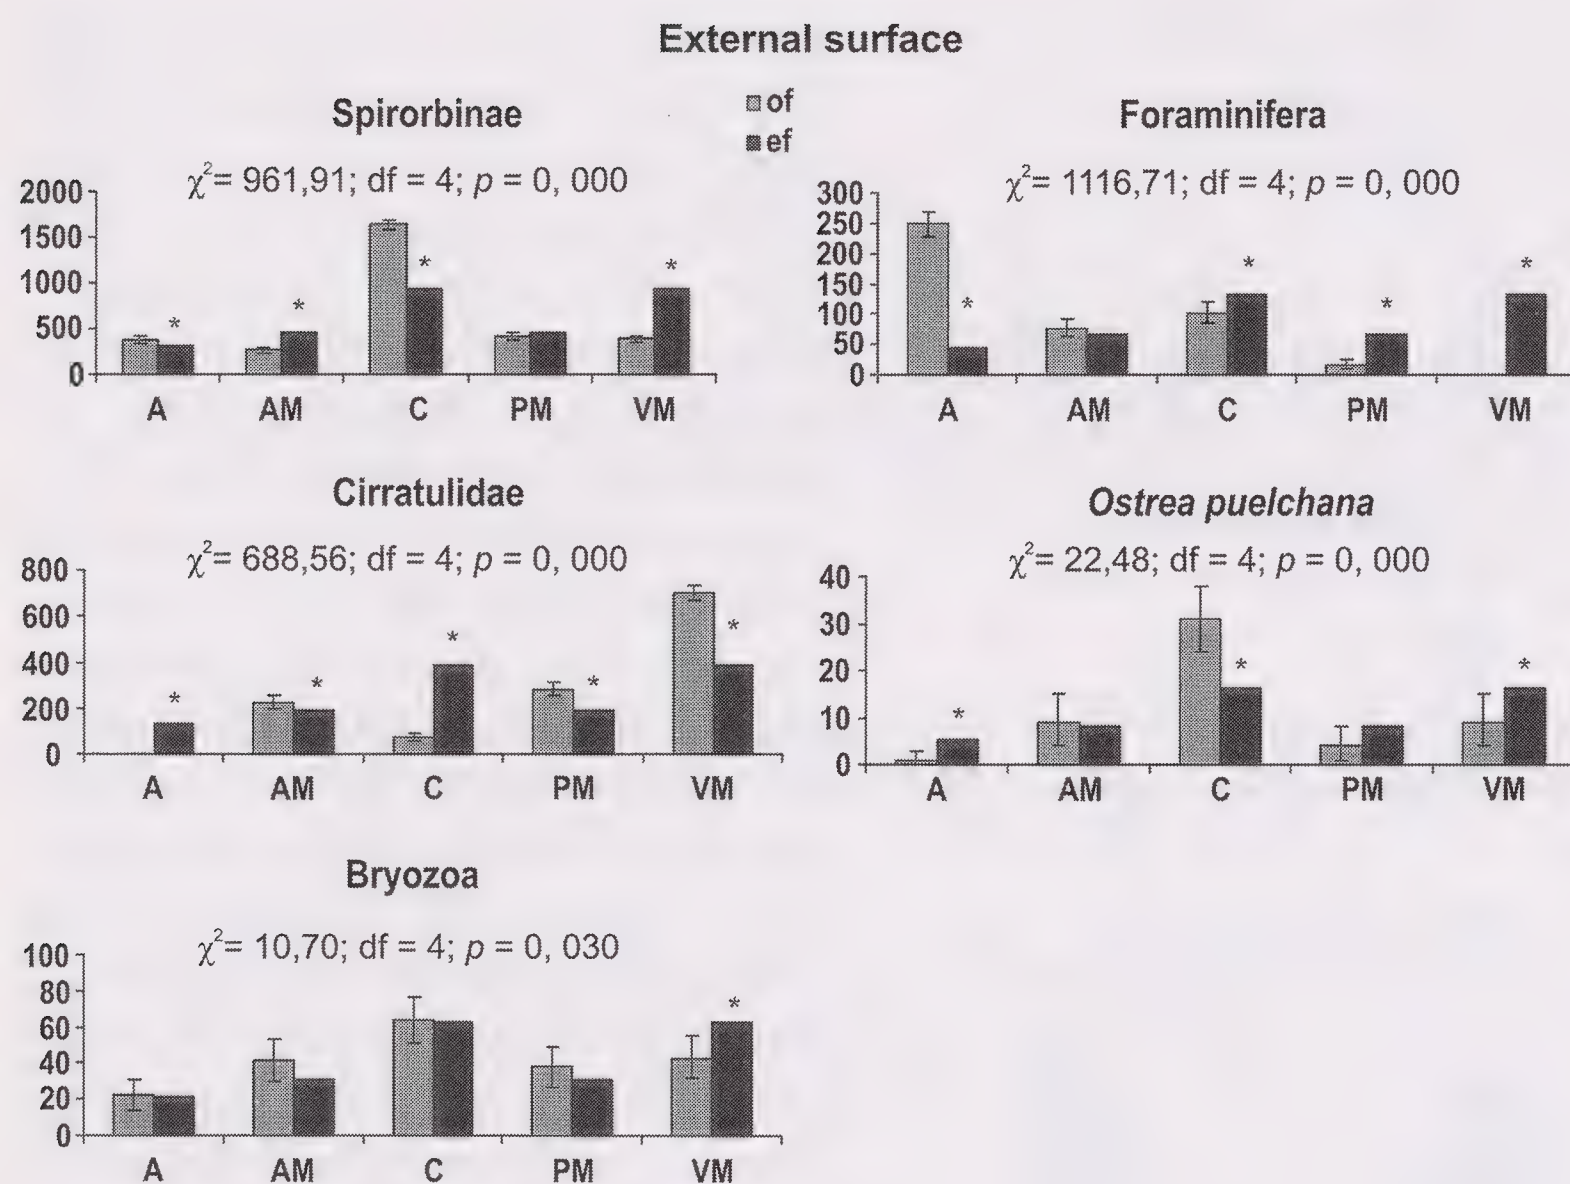 External surface
of
ef
Spirorbinae
χ²= 961,91; df = 4; p = 0, 000
2000
1500
1000
500
0
* * * *
A AM C PM VM
Foraminifera
χ²= 1116,71; df = 4; p = 0, 000
300
250
200
150
100
50
0
* * * *
A AM C PM VM
Cirratulidae
χ²= 688,56; df = 4; p = 0, 000
800
600
400
200
0
* * * * *
A AM C PM VM
Ostrea puelchana
χ²= 22,48; df = 4; p = 0, 000
40
30
20
10
0
* * *
A AM C PM VM
Bryozoa
χ²= 10,70; df = 4; p = 0, 030
100
80
60
40
20
0
*
A AM C PM VM